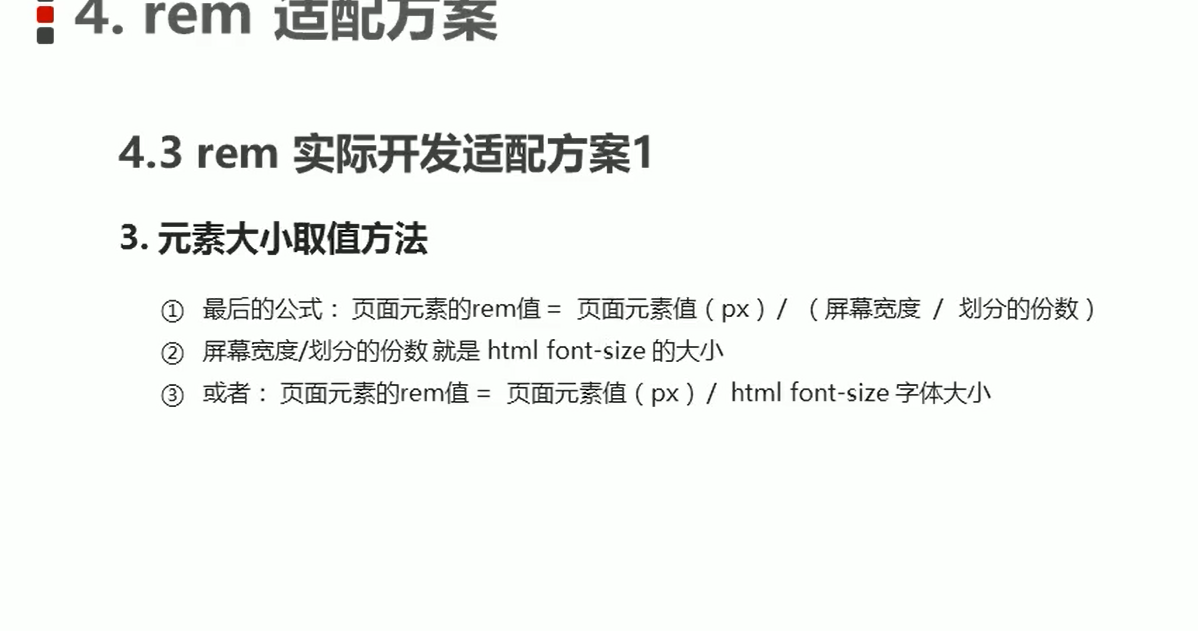 4. rem 适配方案
4.3 rem 实际开发适配方案1
3. 元素大小取值方法
① 最后的公式： 页面元素的rem值 = 页面元素值（px）/ （屏幕宽度 / 划分的份数）
② 屏幕宽度/划分的份数 就是 html font-size 的大小
③ 或者： 页面元素的rem值 = 页面元素值（px）/ html font-size 字体大小